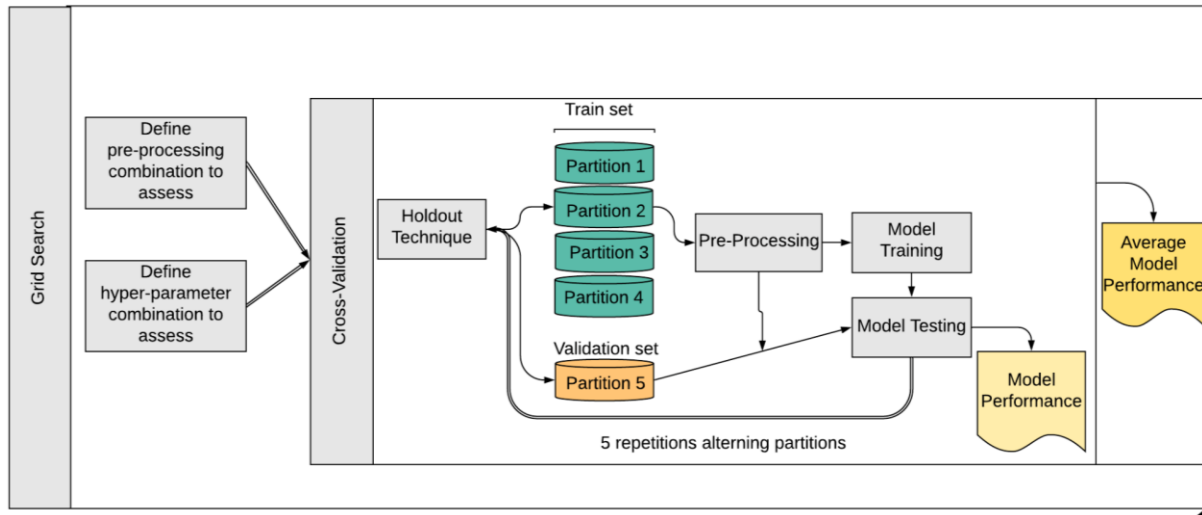 Grid Search
Define
pre-processing
combination to
assess
Define
hyper-parameter
combination to
assess
Cross-Validation
Holdout
Technique
Train set
Partition 1
Partition 2
Partition 3
Partition 4
Validation set
Partition 5
Pre-Processing
Model
Training
Model Testing
Model
Performance
5 repetitions alterning partitions
Average
Model
Performance